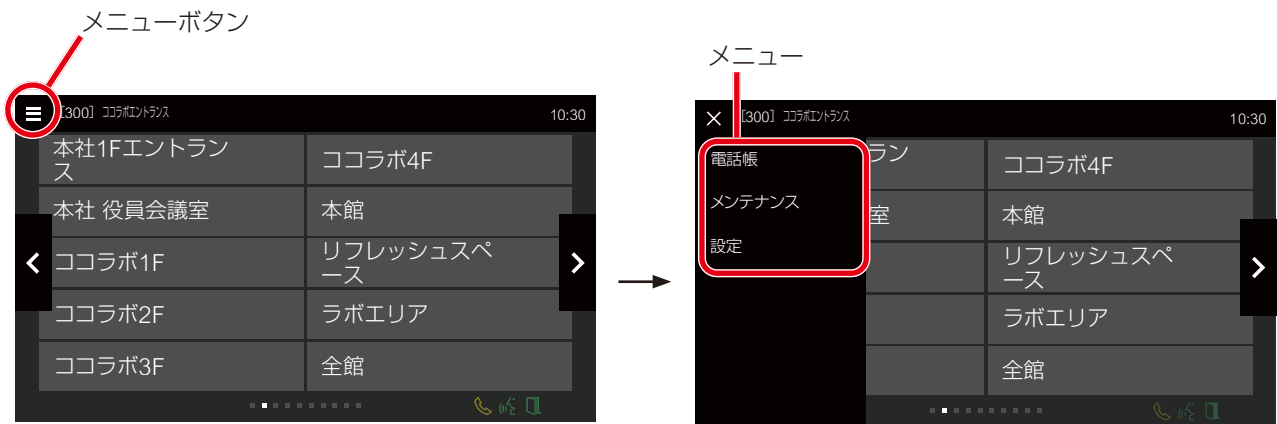 メニューボタン
[300] ココラボエントランス
10:30
本社1Fエントラン
ス
ココラボ4F
本社 役員会議室
本館
ココラボ1F
リフレッシュスペ
ース
ココラボ2F
ラボエリア
ココラボ3F
全館
メニュー
[300] ココラボエントランス
10:30
電話帳
メンテナンス
設定
ラン
ココラボ4F
室
本館
リフレッシュスペ
ース
ラボエリア
全館